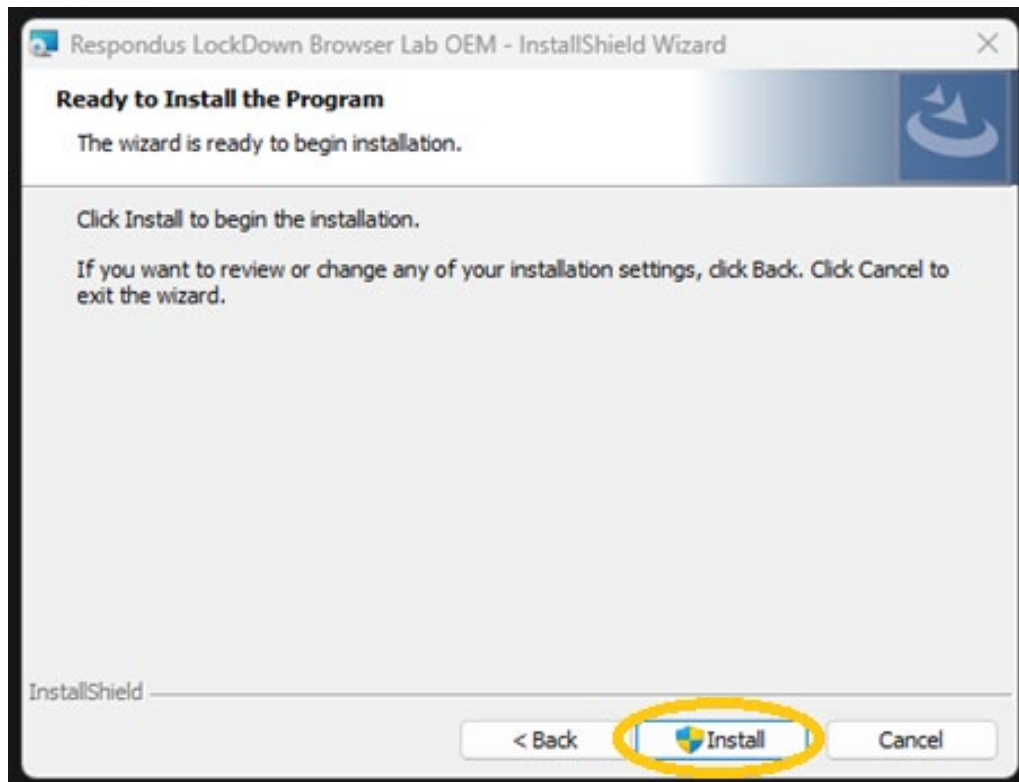 Respondus LockDown Browser Lab OEM - InstallShield Wizard
Ready to Install the Program
The wizard is ready to begin installation.
Click Install to begin the installation.
If you want to review or change any of your installation settings, click Back. Click Cancel to
exit the wizard.
InstallShield
< Back
Install
Cancel